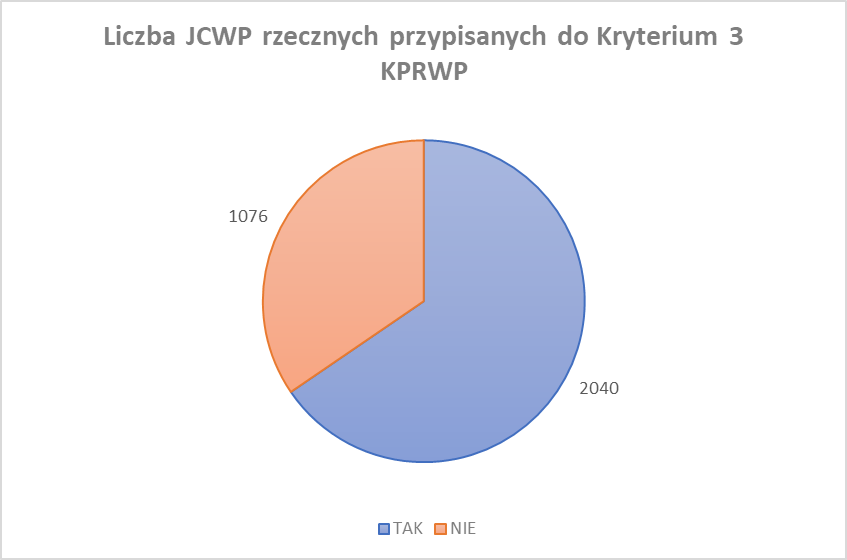 Liczba JCWP rzecznych przypisanych do Kryterium 3
KPRWP
1076
2040
TAK NIE